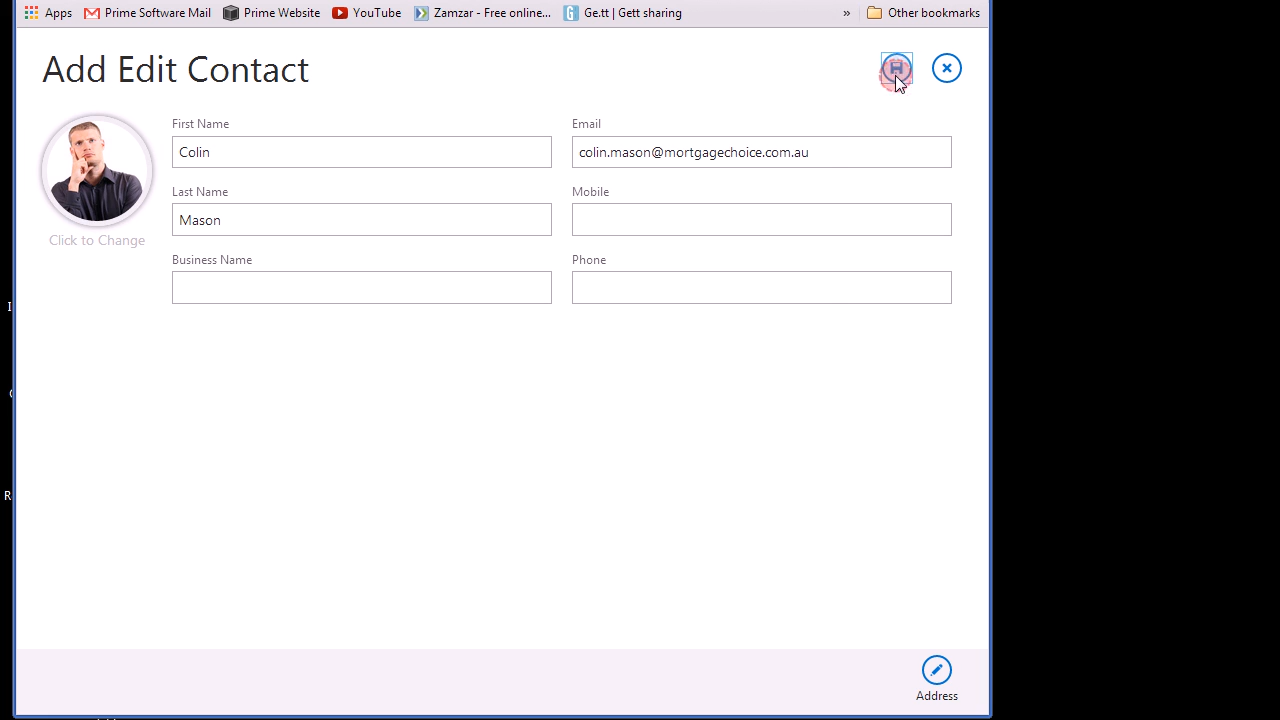 Apps Prime Software Mail Prime Website YouTube Zamzar - Free online... Ge.tt | Gett sharing » Other bookmarks
Add Edit Contact
First Name Email
Colin colin.mason@mortgagechoice.com.au
Last Name Mobile
Mason
Click to Change
Business Name Phone
R
Address